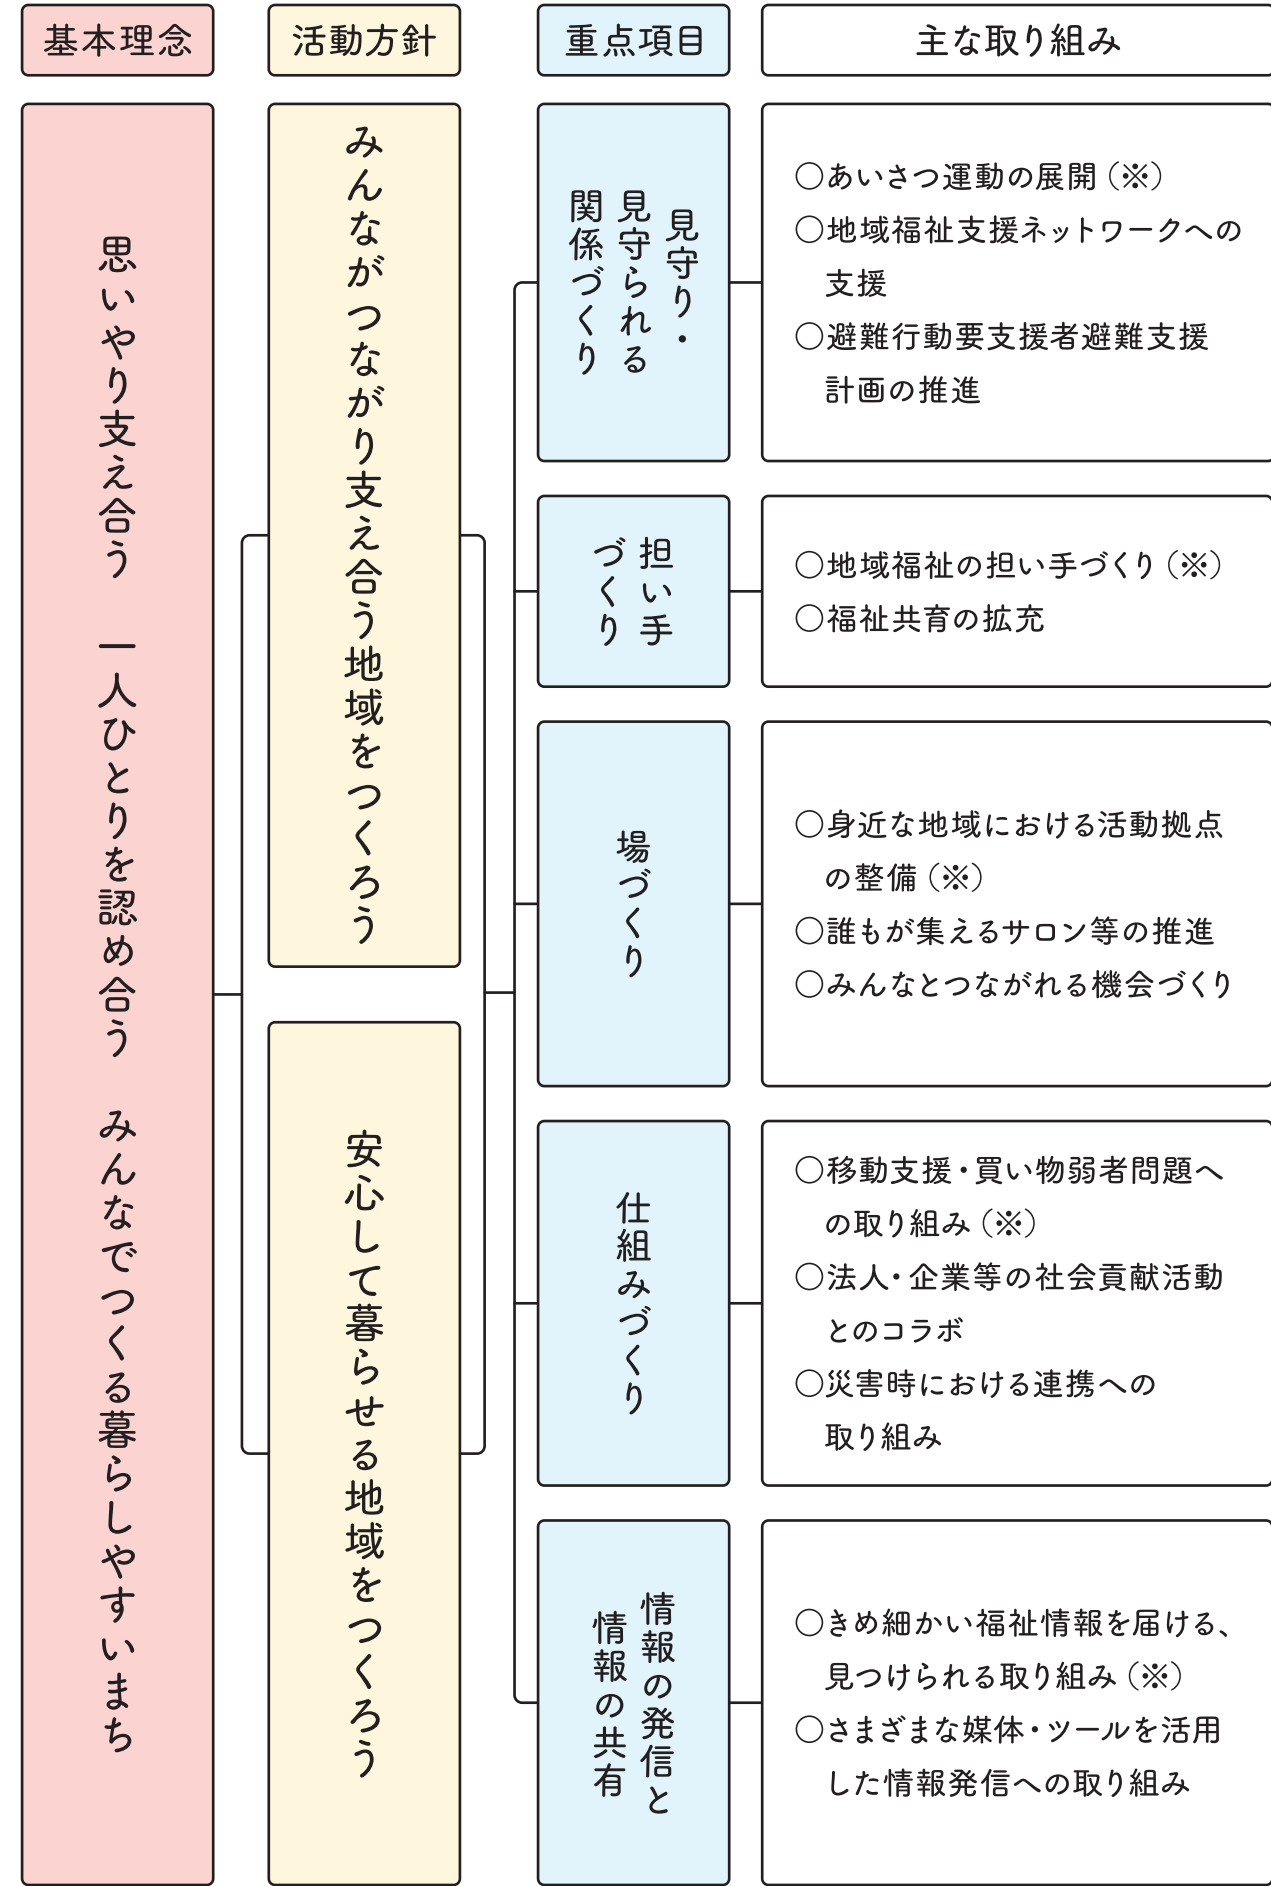 基本理念
活動方針
重点項目
主な取り組み
思いやり支え合う　一人ひとりを認め合う　みんなでつくる暮らしやすいまち
みんながつながり支え合う地域をつくろう
安心して暮らせる地域をつくろう
見守り・
見守られる
関係づくり
○あいさつ運動の展開（※）
○地域福祉支援ネットワークへの
支援
○避難行動要支援者避難支援
計画の推進
担い手
づくり
○地域福祉の担い手づくり（※）
○福祉共育の拡充
場づくり
○身近な地域における活動拠点
の整備（※）
○誰もが集えるサロン等の推進
○みんなとつながれる機会づくり
仕組みづくり
○移動支援・買い物弱者問題へ
の取り組み（※）
○法人・企業等の社会貢献活動
とのコラボ
○災害時における連携への
取り組み
情報の発信と
情報の共有
○きめ細かい福祉情報を届ける、
見つけられる取り組み（※）
○さまざまな媒体・ツールを活用
した情報発信への取り組み